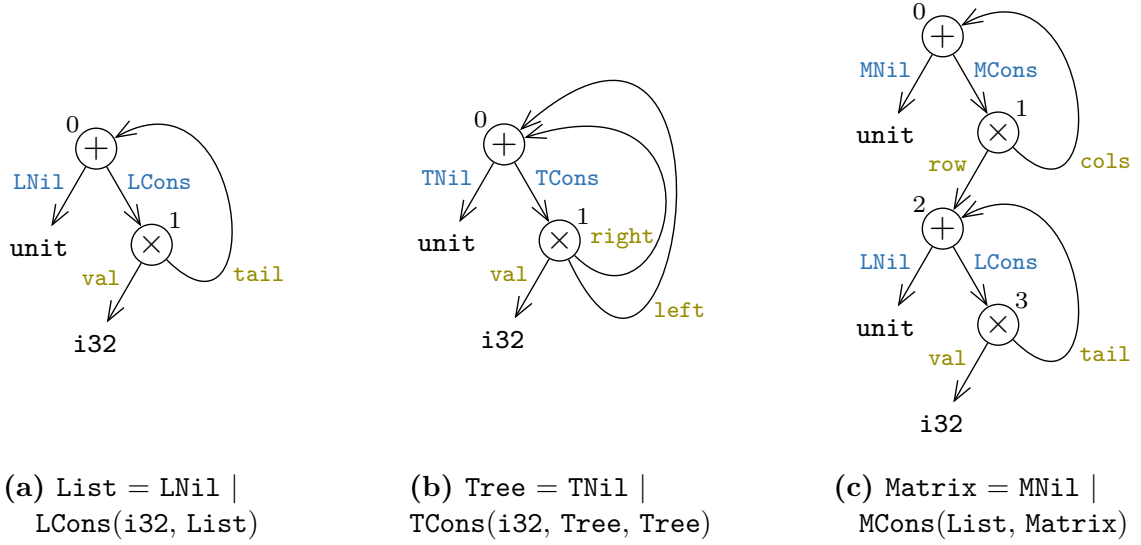 0
LNil
LCons
1
unit
val
tail
i32
(a) List = LNil |
LCons(i32, List)
0
TNil
TCons
1
right
unit
val
left
i32
(b) Tree = TNil |
TCons(i32, Tree, Tree)
0
MNil
MCons
1
unit
row
cols
2
LNil
LCons
3
unit
val
tail
i32
(c) Matrix = MNil |
MCons(List, Matrix)